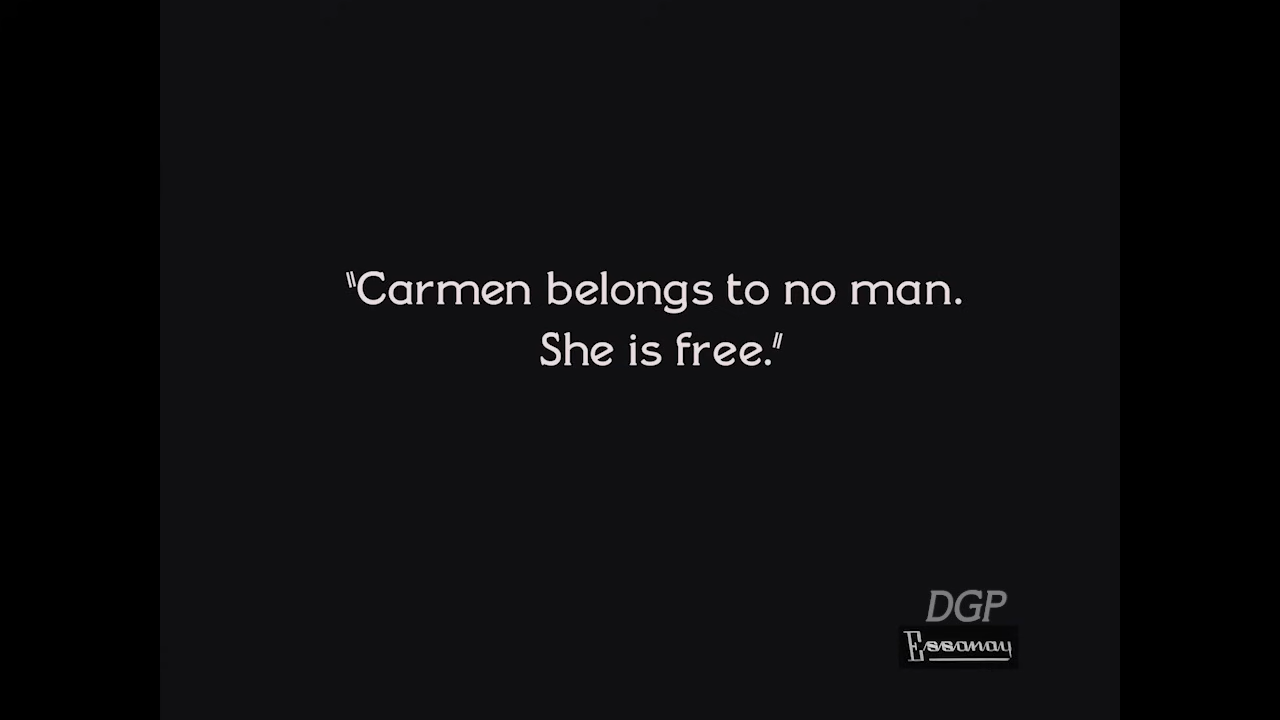 "Carmen belongs to no man.
She is free."
DGP
Essanay